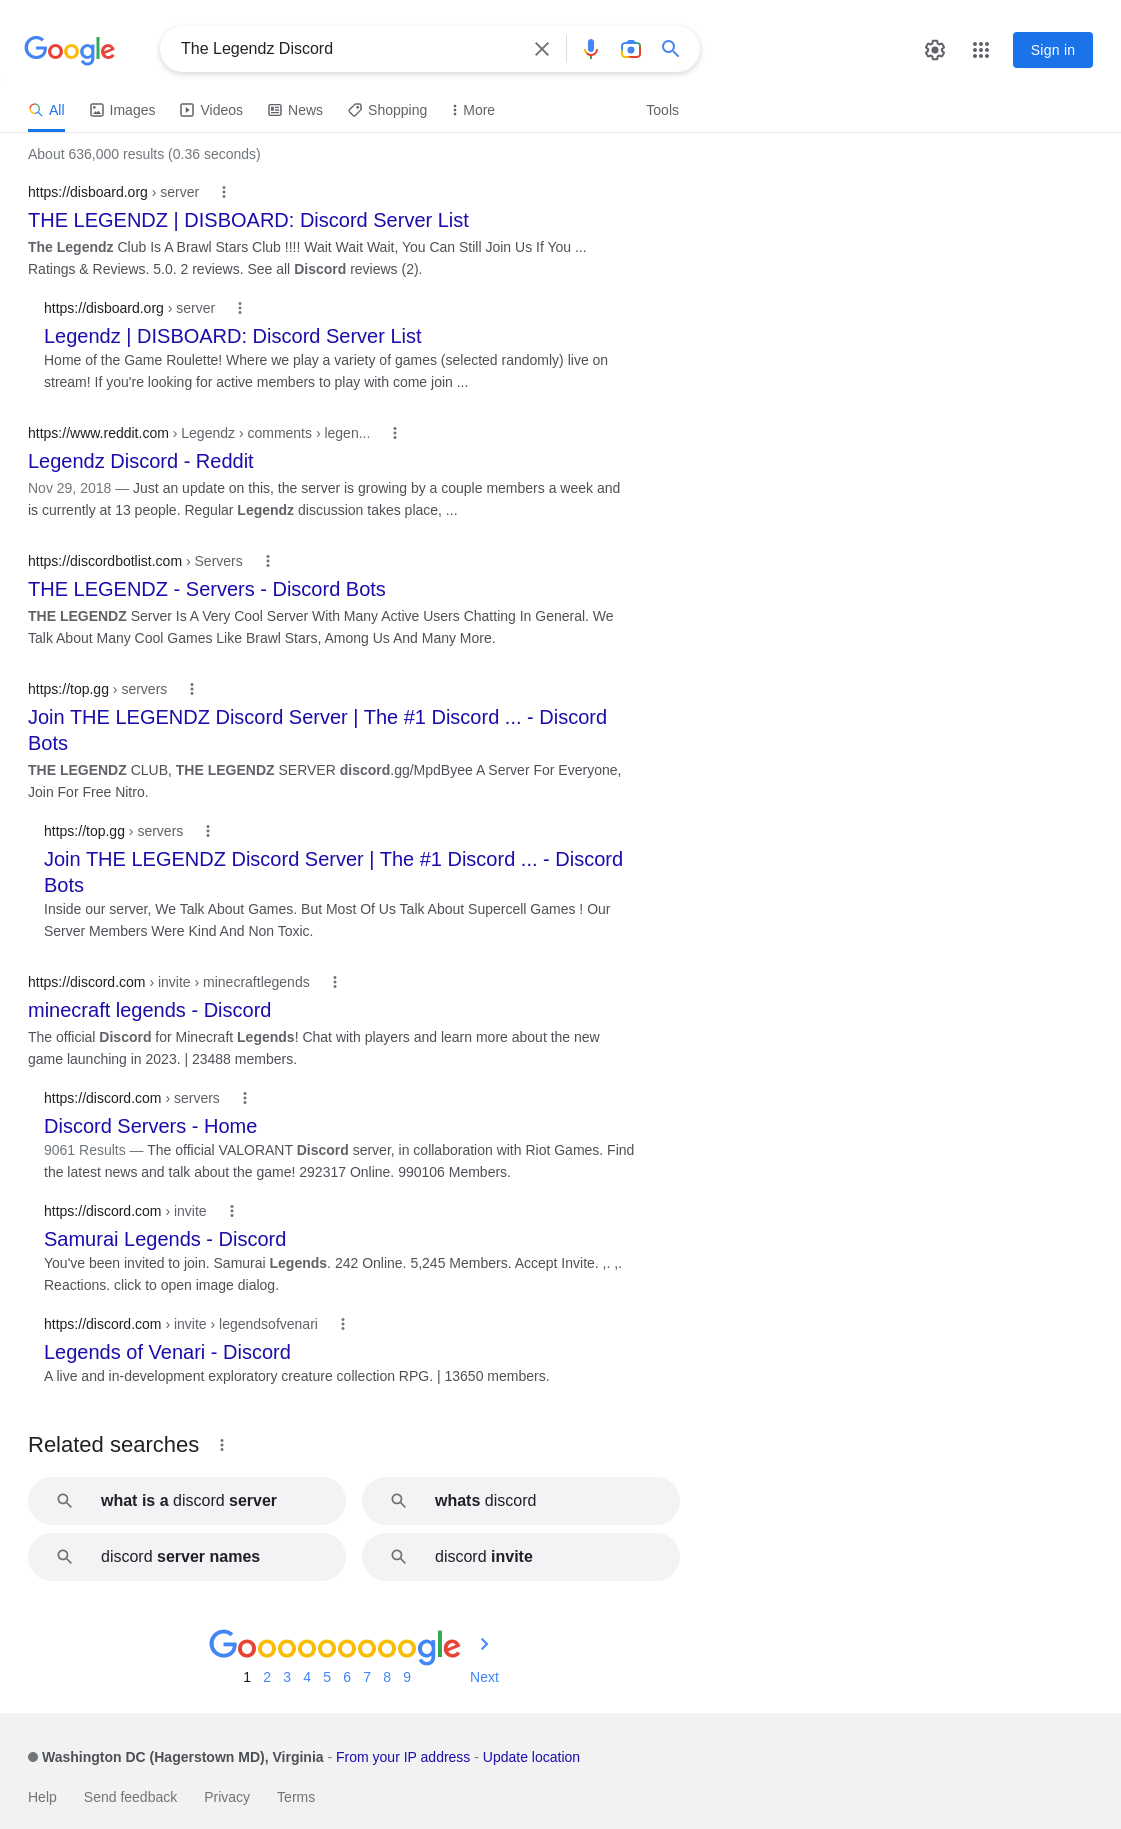 Google
The Legendz Discord
Sign in
All Images Videos News Shopping More Tools
About 636,000 results (0.36 seconds)
https://disboard.org › server
THE LEGENDZ | DISBOARD: Discord Server List
The Legendz Club Is A Brawl Stars Club !!!! Wait Wait Wait, You Can Still Join Us If You ...
Ratings & Reviews. 5.0. 2 reviews. See all Discord reviews (2).
https://disboard.org › server
Legendz | DISBOARD: Discord Server List
Home of the Game Roulette! Where we play a variety of games (selected randomly) live on
stream! If you're looking for active members to play with come join ...
https://www.reddit.com › Legendz › comments › legen...
Legendz Discord - Reddit
Nov 29, 2018 — Just an update on this, the server is growing by a couple members a week and
is currently at 13 people. Regular Legendz discussion takes place, ...
https://discordbotlist.com › Servers
THE LEGENDZ - Servers - Discord Bots
THE LEGENDZ Server Is A Very Cool Server With Many Active Users Chatting In General. We
Talk About Many Cool Games Like Brawl Stars, Among Us And Many More.
https://top.gg › servers
Join THE LEGENDZ Discord Server | The #1 Discord ... - Discord
Bots
THE LEGENDZ CLUB, THE LEGENDZ SERVER discord.gg/MpdByee A Server For Everyone,
Join For Free Nitro.
https://top.gg › servers
Join THE LEGENDZ Discord Server | The #1 Discord ... - Discord
Bots
Inside our server, We Talk About Games. But Most Of Us Talk About Supercell Games ! Our
Server Members Were Kind And Non Toxic.
https://discord.com › invite › minecraftlegends
minecraft legends - Discord
The official Discord for Minecraft Legends! Chat with players and learn more about the new
game launching in 2023. | 23488 members.
https://discord.com › servers
Discord Servers - Home
9061 Results — The official VALORANT Discord server, in collaboration with Riot Games. Find
the latest news and talk about the game! 292317 Online. 990106 Members.
https://discord.com › invite
Samurai Legends - Discord
You've been invited to join. Samurai Legends. 242 Online. 5,245 Members. Accept Invite. ,. ,.
Reactions. click to open image dialog.
https://discord.com › invite › legendsofvenari
Legends of Venari - Discord
A live and in-development exploratory creature collection RPG. | 13650 members.
Related searches
what is a discord server
whats discord
discord server names
discord invite
Goooooooooogle
1 2 3 4 5 6 7 8 9 Next
Washington DC (Hagerstown MD), Virginia - From your IP address - Update location
Help Send feedback Privacy Terms